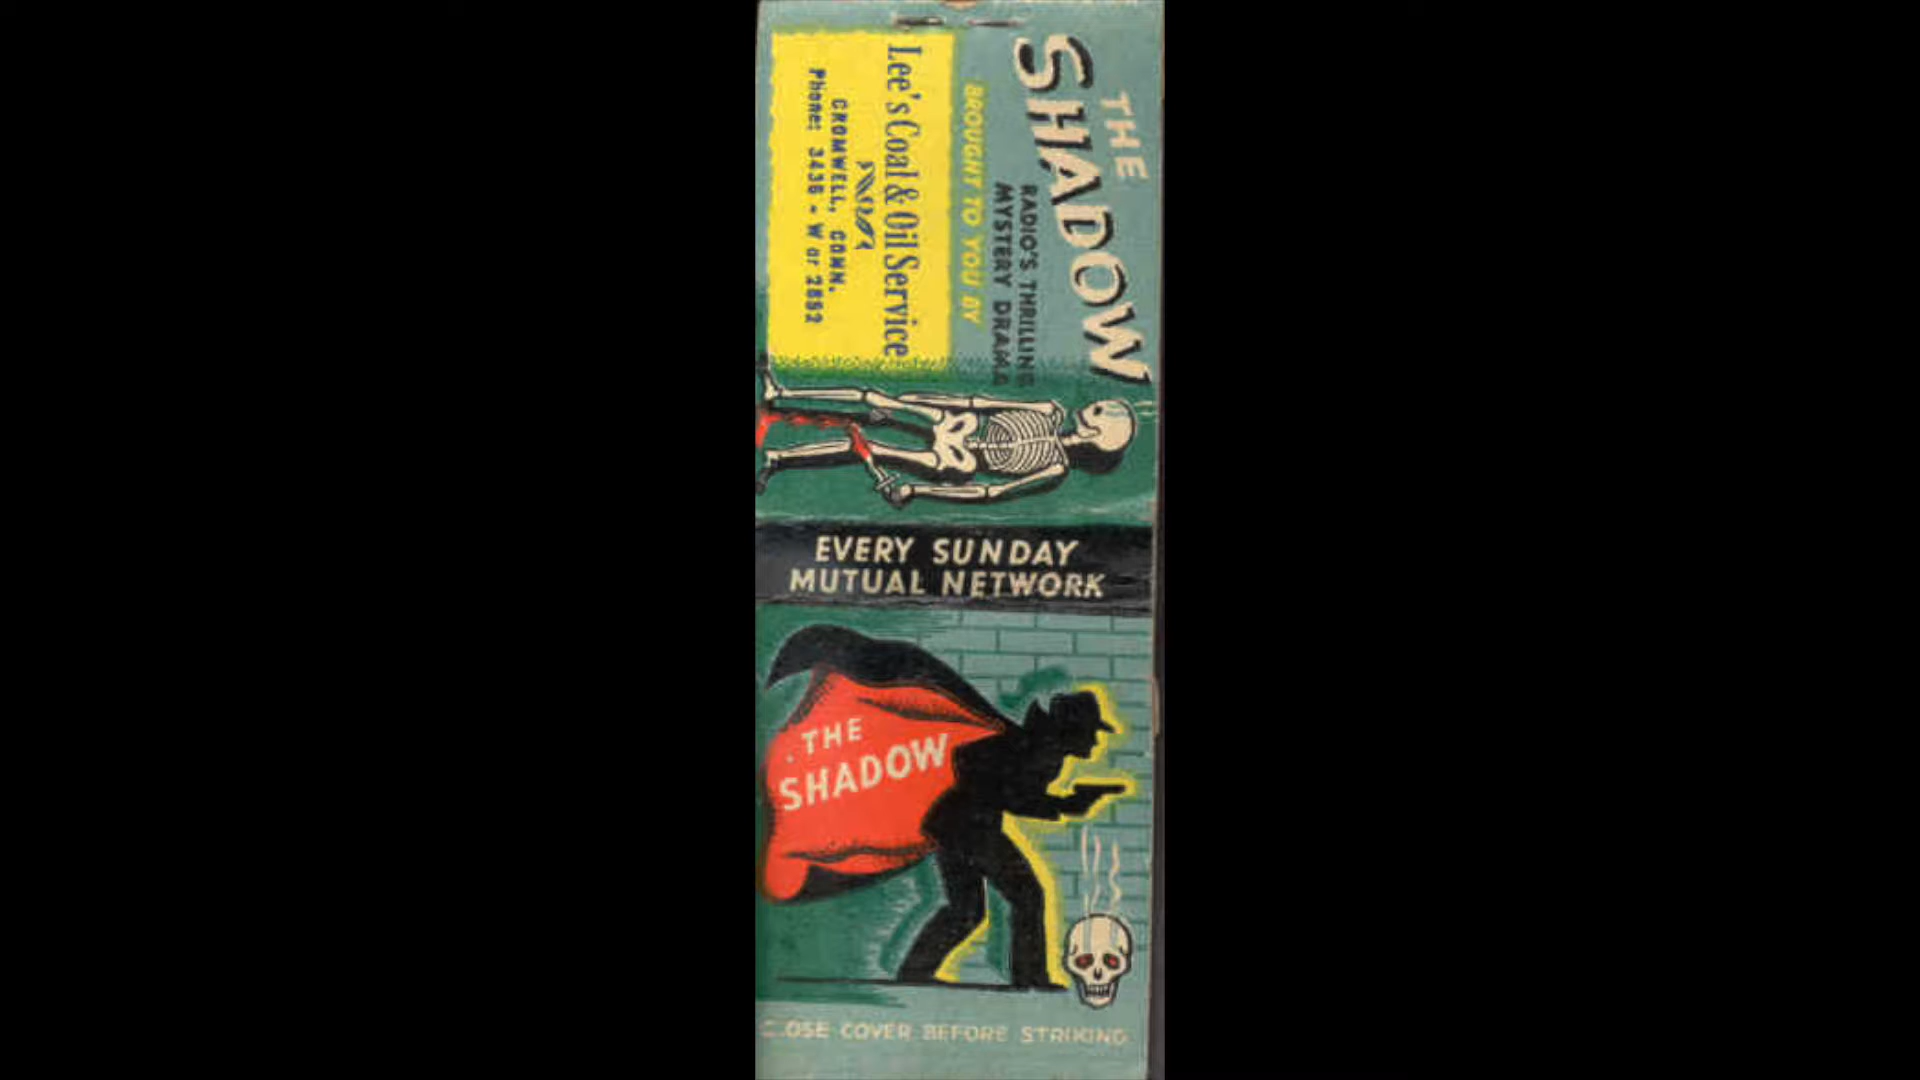 THE
SHADOW
RADIO'S THRILLING
MYSTERY DRAMA
BROUGHT TO YOU BY
Lee's Coal & Oil Service
CROMWELL, CONN.
Phone: 3436 - W or 2852
EVERY SUNDAY
MUTUAL NETWORK
THE
SHADOW
CLOSE COVER BEFORE STRIKING